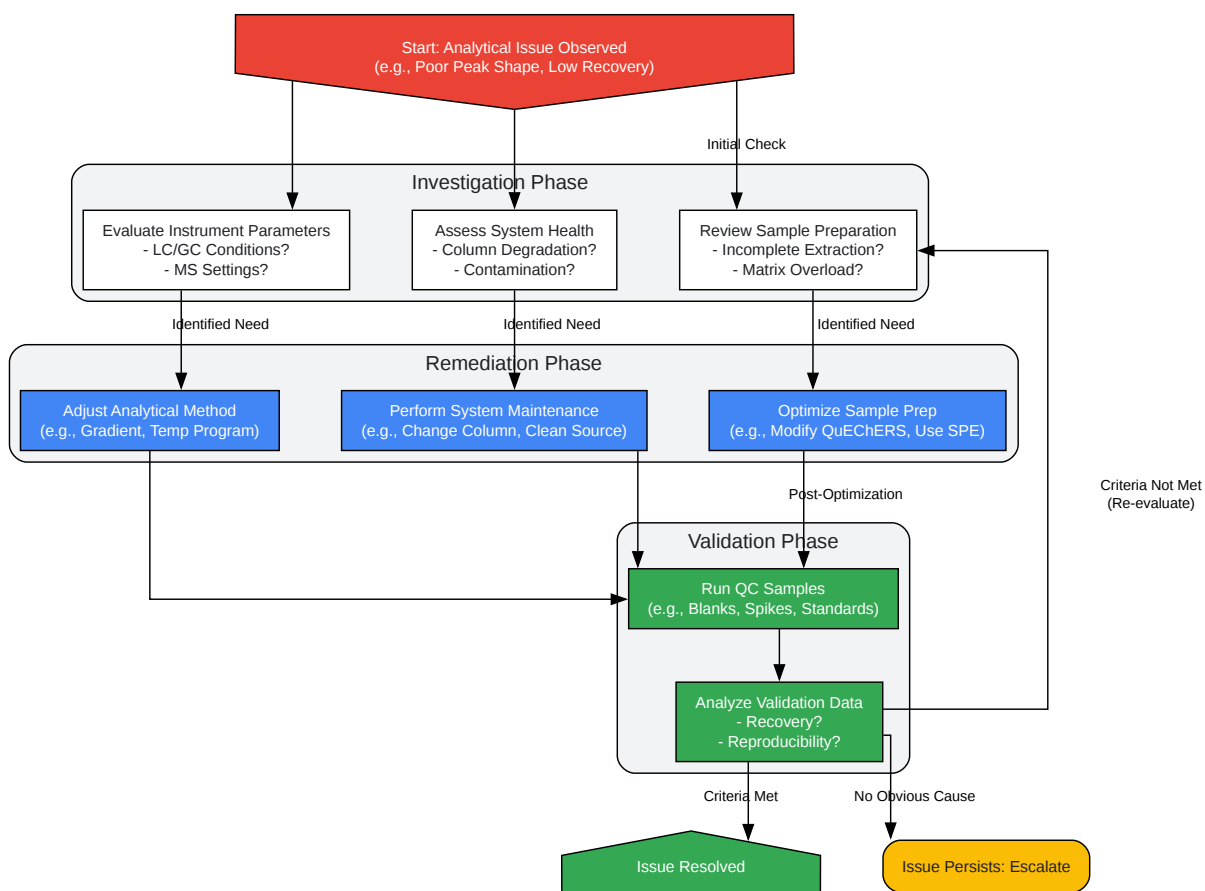 Start: Analytical Issue Observed
(e.g., Poor Peak Shape, Low Recovery)
Initial Check
Investigation Phase
Evaluate Instrument Parameters
- LC/GC Conditions?
- MS Settings?
Assess System Health
- Column Degradation?
- Contamination?
Review Sample Preparation
- Incomplete Extraction?
- Matrix Overload?
Identified Need
Identified Need
Identified Need
Remediation Phase
Adjust Analytical Method
(e.g., Gradient, Temp Program)
Perform System Maintenance
(e.g., Change Column, Clean Source)
Optimize Sample Prep
(e.g., Modify QuEChERS, Use SPE)
Post-Optimization
Criteria Not Met
(Re-evaluate)
Validation Phase
Run QC Samples
(e.g., Blanks, Spikes, Standards)
Analyze Validation Data
- Recovery?
- Reproducibility?
Criteria Met
No Obvious Cause
Issue Resolved
Issue Persists: Escalate